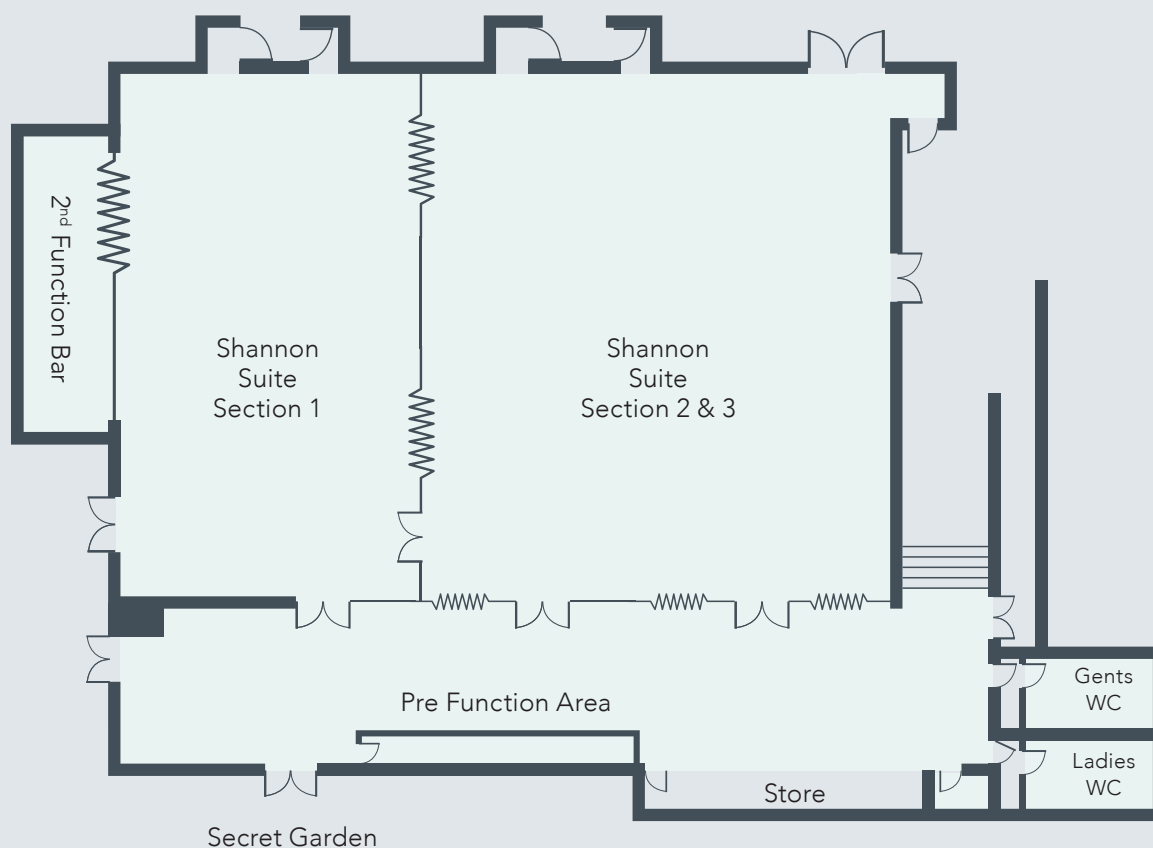 2nd Function Bar
Shannon
Suite
Section 1
Shannon
Suite
Section 2 & 3
Pre Function Area
Gents
WC
Ladies
WC
Store
Secret Garden